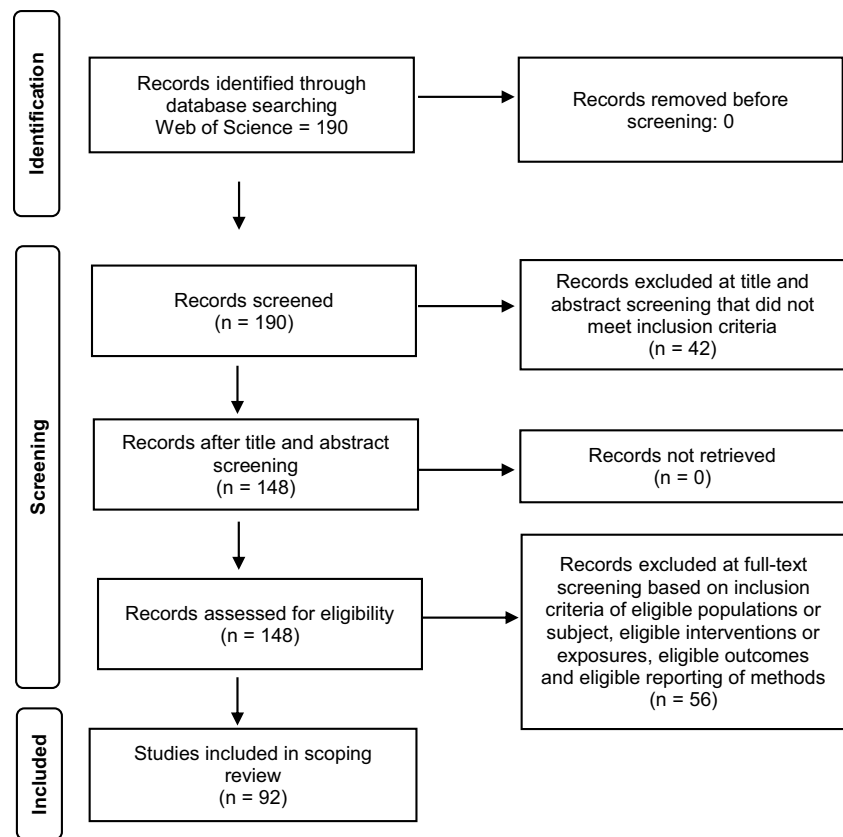 Identification
Records identified through
database searching
Web of Science = 190
Records removed before
screening: 0
Screening
Records screened
(n = 190)
Records excluded at title and
abstract screening that did not
meet inclusion criteria
(n = 42)
Records after title and abstract
screening
(n = 148)
Records not retrieved
(n = 0)
Records assessed for eligibility
(n = 148)
Records excluded at full-text
screening based on inclusion
criteria of eligible populations or
subject, eligible interventions or
exposures, eligible outcomes
and eligible reporting of methods
(n = 56)
Included
Studies included in scoping
review
(n = 92)